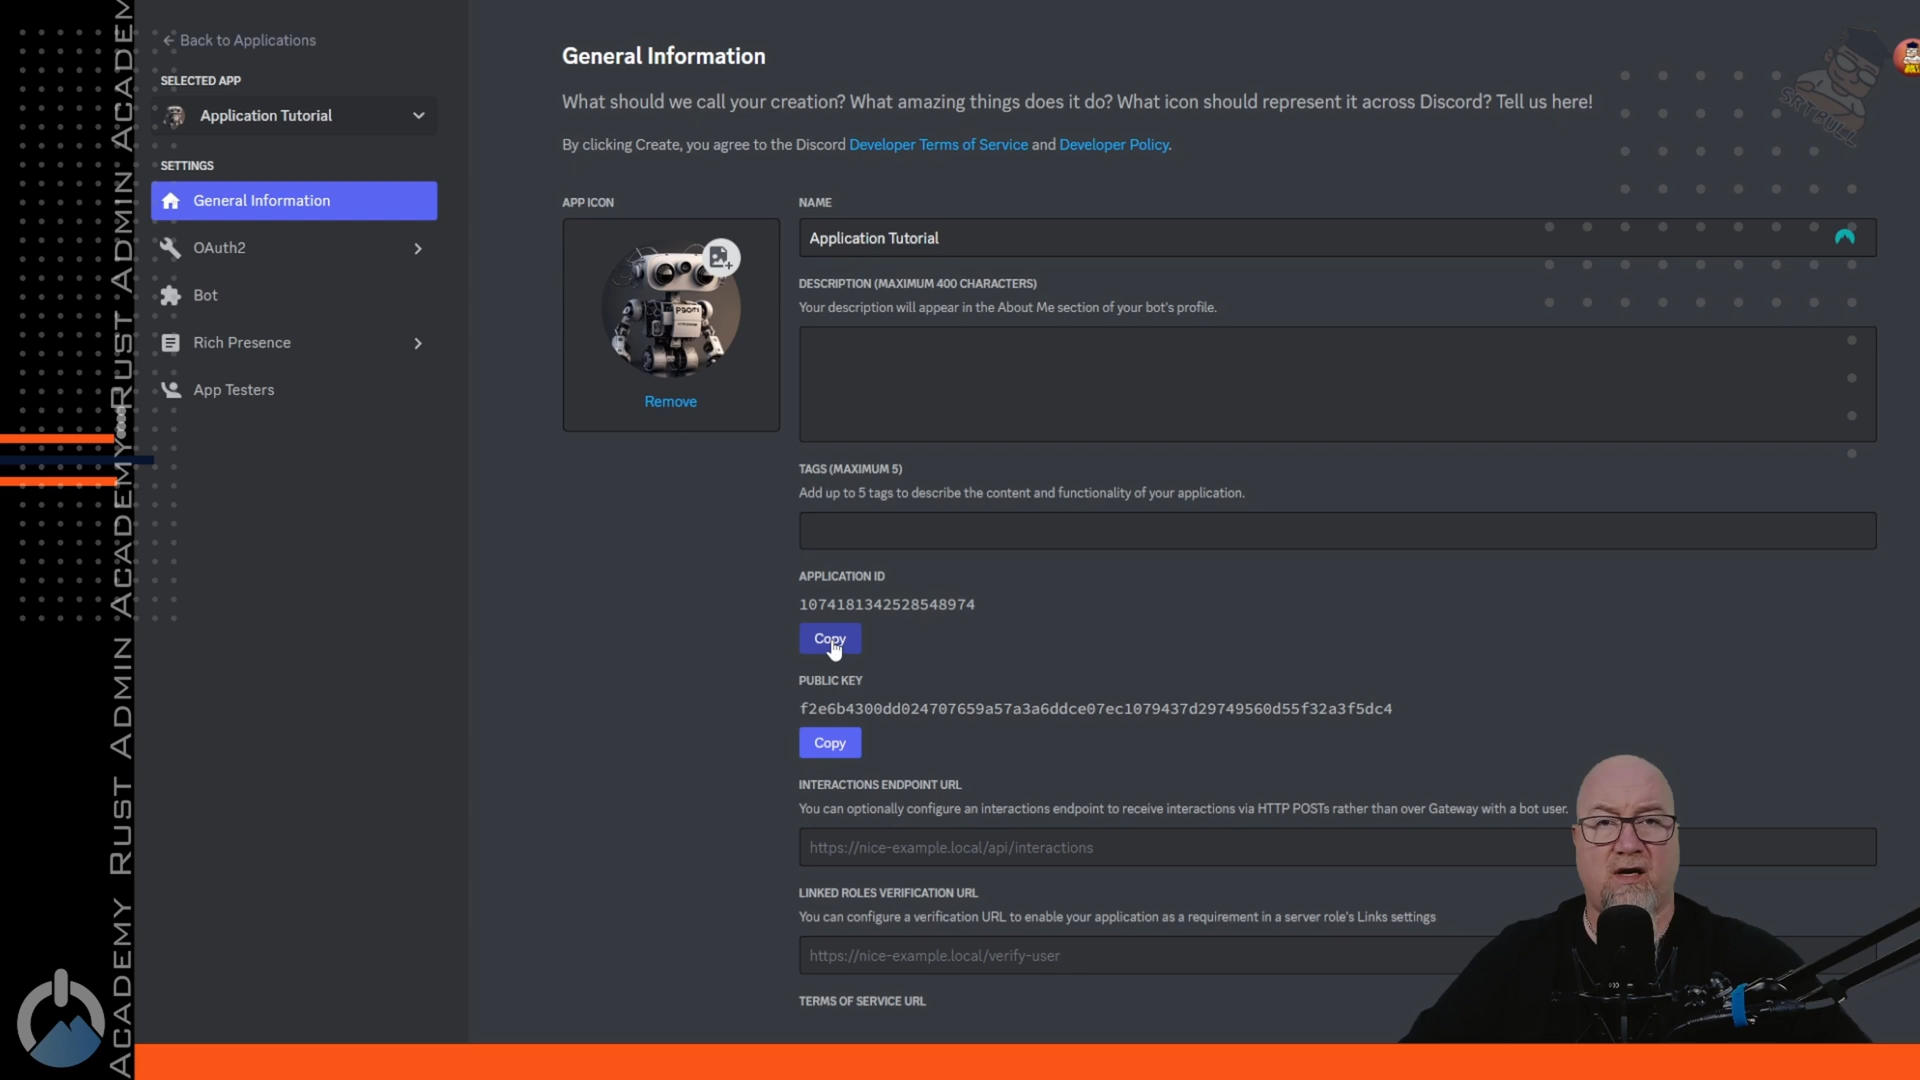 ← Back to Applications
SELECTED APP
Application Tutorial
SETTINGS
General Information
OAuth2
Bot
Rich Presence
App Testers
General Information
What should we call your creation? What amazing things does it do? What icon should represent it across Discord? Tell us here!
By clicking Create, you agree to the Discord Developer Terms of Service and Developer Policy.
APP ICON
Remove
NAME
Application Tutorial
DESCRIPTION (MAXIMUM 400 CHARACTERS)
Your description will appear in the About Me section of your bot's profile.
TAGS (MAXIMUM 5)
Add up to 5 tags to describe the content and functionality of your application.
APPLICATION ID
1074181342528548974
Copy
PUBLIC KEY
f2e6b4300dd024707659a57a3a6ddce07ec1079437d29749560d55f32a3f5dc4
Copy
INTERACTIONS ENDPOINT URL
You can optionally configure an interactions endpoint to receive interactions via HTTP POSTs rather than over Gateway with a bot user.
https://nice-example.local/api/interactions
LINKED ROLES VERIFICATION URL
You can configure a verification URL to enable your application as a requirement in a server role's Links settings
https://nice-example.local/verify-user
TERMS OF SERVICE URL
ACADEMY RUST ADMIN ACADEMY RUST ADMIN ACADEM
SRTBULL